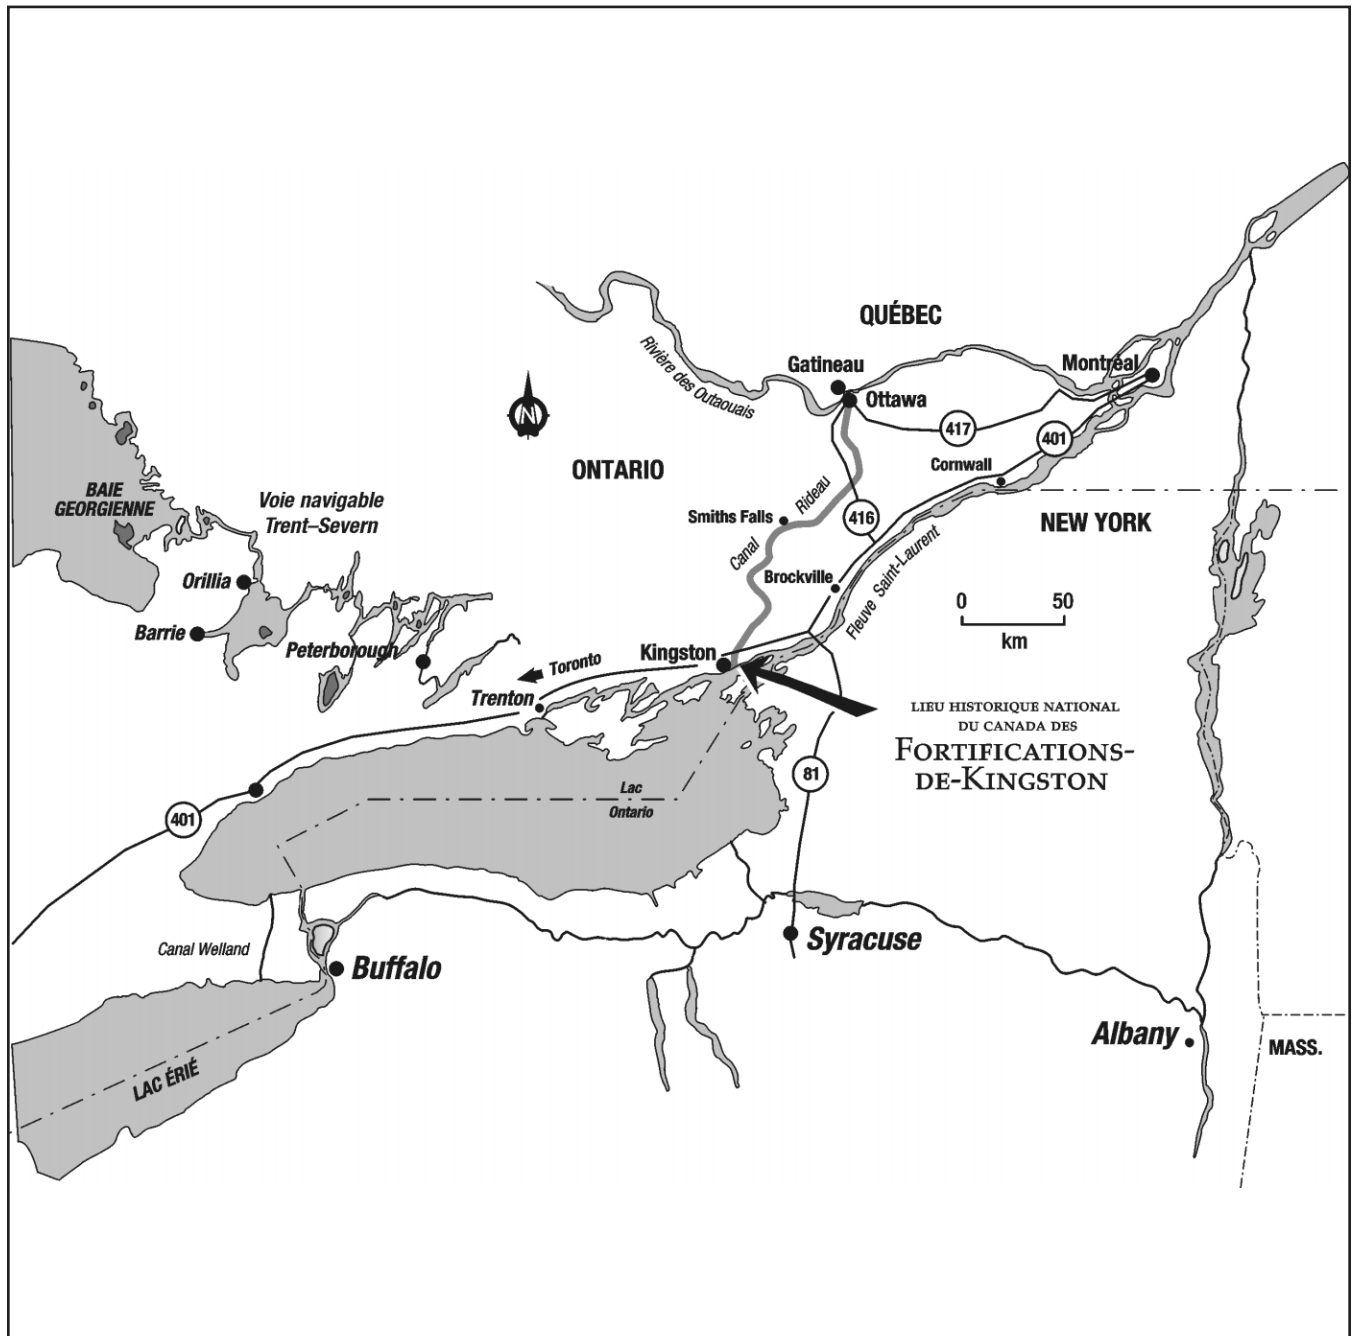 QUÉBEC
Gatineau
Montréal
Rivière des Outaouais
Ottawa
N
417
401
Cornwall
ONTARIO
BAIE
GEORGIENNE
Voie navigable
Trent–Severn
Rideau
Smiths Falls
416
NEW YORK
Canal
Fleuve Saint-Laurent
Orillia
Brockville
0 50
km
Barrie
Peterborough
Kingston
Toronto
Trenton
LIEU HISTORIQUE NATIONAL
DU CANADA DES
FORTIFICATIONS-
DE-KINGSTON
81
Lac
Ontario
401
Canal Welland
Syracuse
Buffalo
Albany
MASS.
LAC ÉRIÉ